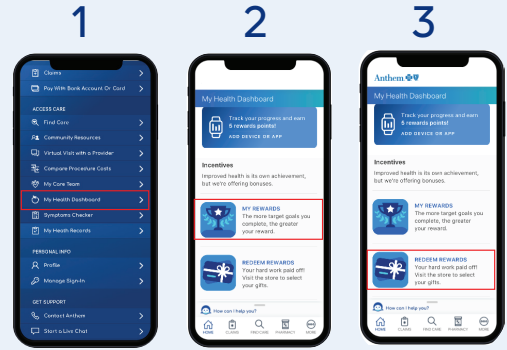 1
2
3
Claims
Pay With Bank Account Or Card
ACCESS CARE
Find Care
Community Resources
Virtual Visit with a Provider
Compare Procedure Costs
My Care Team
My Health Dashboard
Symptoms Checker
My Health Records
PERSONAL INFO
Profile
Manage Sign-In
GET SUPPORT
Contact Anthem
Start a Live Chat
My Health Dashboard
Track your progress and earn
5 rewards points!
ADD DEVICE OR APP
Incentives
Improved health is its own achievement,
but we're offering bonuses.
MY REWARDS
The more target goals you
complete, the greater
your reward.
REDEEM REWARDS
Your hard work paid off!
Visit the store to select
your gifts.
How can I help you?
HOME
CLAIMS
FIND CARE
PHARMACY
MORE
Anthem
My Health Dashboard
Track your progress and earn
5 rewards points!
ADD DEVICE OR APP
Incentives
Improved health is its own achievement,
but we're offering bonuses.
MY REWARDS
The more target goals you
complete, the greater
your reward.
REDEEM REWARDS
Your hard work paid off!
Visit the store to select
your gifts.
How can I help you?
HOME
CLAIMS
FIND CARE
PHARMACY
MORE